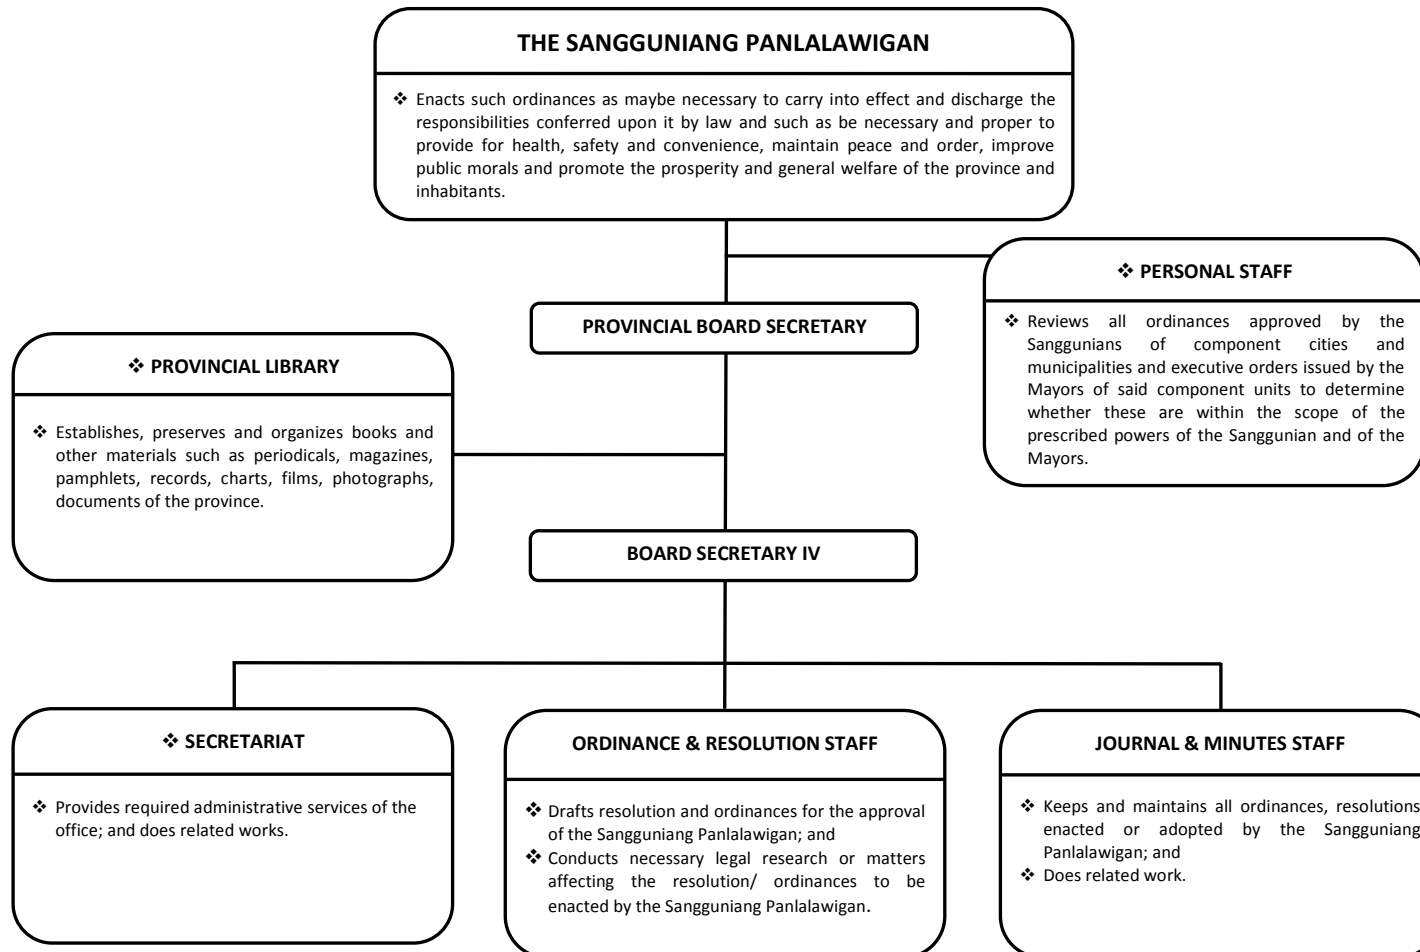 THE SANGGUNIANG PANLALAWIGAN
❖ Enacts such ordinances as maybe necessary to carry into effect and discharge the
responsibilities conferred upon it by law and such as be necessary and proper to
provide for health, safety and convenience, maintain peace and order, improve
public morals and promote the prosperity and general welfare of the province and
inhabitants.
❖ PERSONAL STAFF
❖ Reviews all ordinances approved by the
Sanggunians of component cities and
municipalities and executive orders issued by the
Mayors of said component units to determine
whether these are within the scope of the
prescribed powers of the Sanggunian and of the
Mayors.
PROVINCIAL BOARD SECRETARY
❖ PROVINCIAL LIBRARY
❖ Establishes, preserves and organizes books and
other materials such as periodicals, magazines,
pamphlets, records, charts, films, photographs,
documents of the province.
BOARD SECRETARY IV
❖ SECRETARIAT
❖ Provides required administrative services of the
office; and does related works.
ORDINANCE & RESOLUTION STAFF
❖ Drafts resolution and ordinances for the approval
of the Sangguniang Panlalawigan; and
❖ Conducts necessary legal research or matters
affecting the resolution/ ordinances to be
enacted by the Sangguniang Panlalawigan.
JOURNAL & MINUTES STAFF
❖ Keeps and maintains all ordinances, resolutions
enacted or adopted by the Sangguniang
Panlalawigan; and
❖ Does related work.